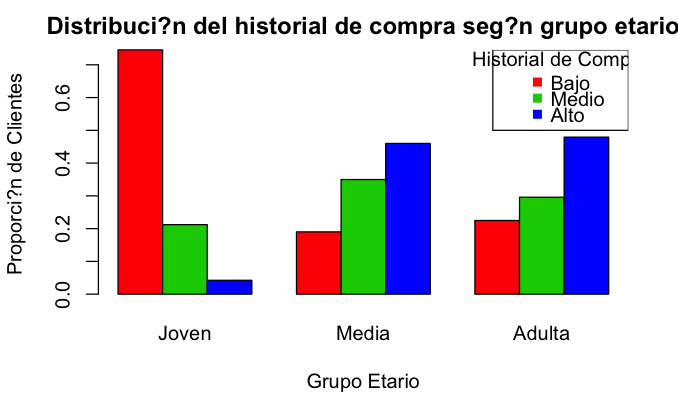 Distribuci?n del historial de compra seg?n grupo etario
Historial de Comp
Bajo
Medio
Alto
Proporci?n de Clientes
0.6
0.4
0.2
0.0
Joven
Media
Adulta
Grupo Etario